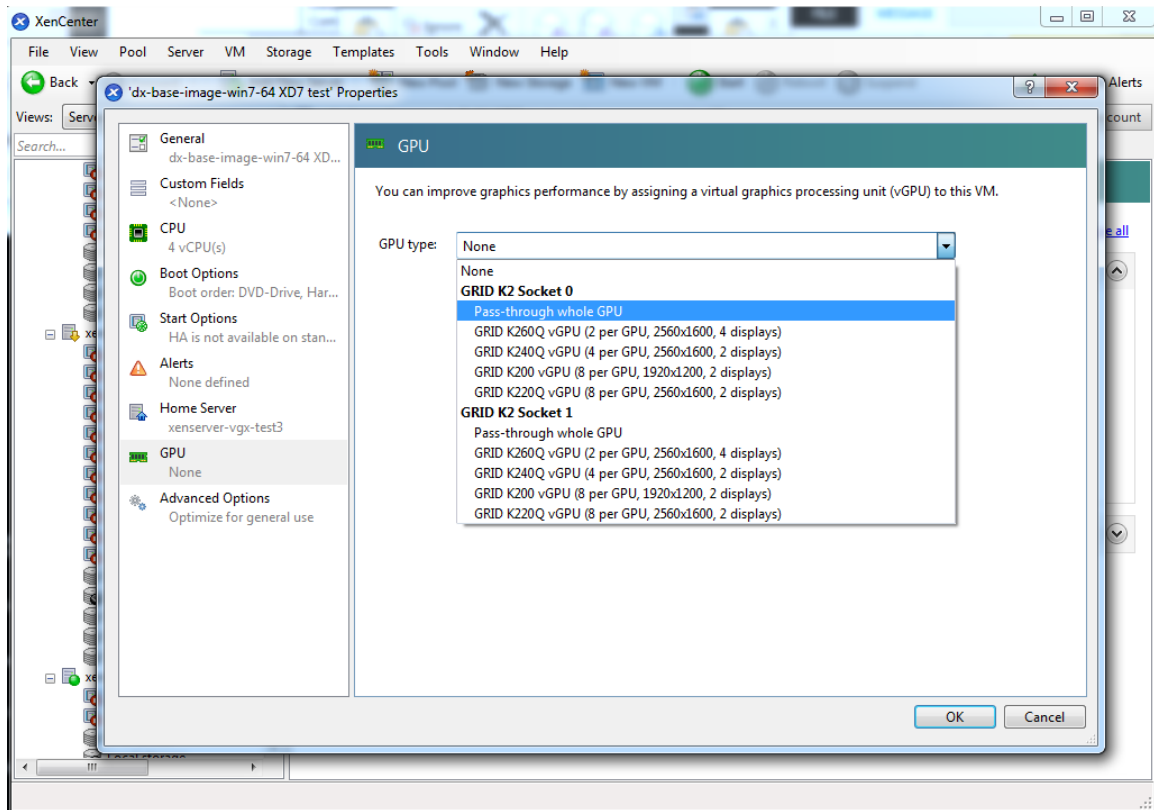 XenCenter
File View Pool Server VM Storage Templates Tools Window Help
Back
Alerts
'dx-base-image-win7-64 XD7 test' Properties
Views:
Search...
General
dx-base-image-win7-64 XD...
Custom Fields
<None>
CPU
4 vCPU(s)
Boot Options
Boot order: DVD-Drive, Har...
Start Options
HA is not available on stan...
Alerts
None defined
Home Server
xenserver-vgx-test3
GPU
None
Advanced Options
Optimize for general use
GPU
You can improve graphics performance by assigning a virtual graphics processing unit (vGPU) to this VM.
GPU type: None
None
GRID K2 Socket 0
Pass-through whole GPU
GRID K260Q vGPU (2 per GPU, 2560x1600, 4 displays)
GRID K240Q vGPU (4 per GPU, 2560x1600, 2 displays)
GRID K200 vGPU (8 per GPU, 1920x1200, 2 displays)
GRID K220Q vGPU (8 per GPU, 2560x1600, 2 displays)
GRID K2 Socket 1
Pass-through whole GPU
GRID K260Q vGPU (2 per GPU, 2560x1600, 4 displays)
GRID K240Q vGPU (4 per GPU, 2560x1600, 2 displays)
GRID K200 vGPU (8 per GPU, 1920x1200, 2 displays)
GRID K220Q vGPU (8 per GPU, 2560x1600, 2 displays)
OK Cancel